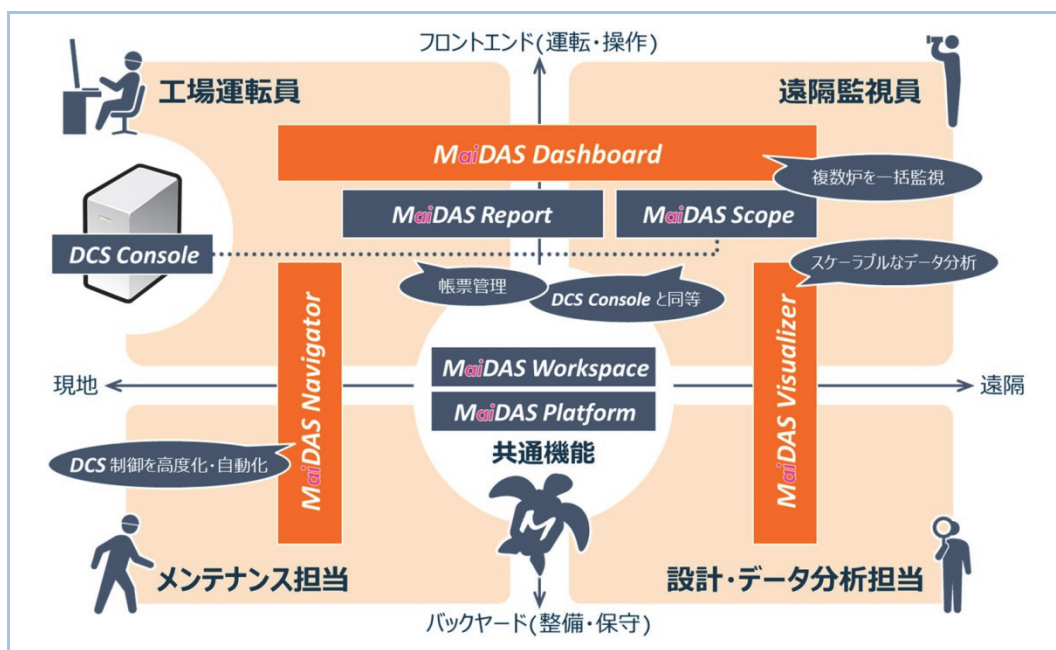 フロントエンド(運転・操作)
工場運転員
遠隔監視員
MaiDAS Dashboard
複数炉を一括監視
MaiDAS Report
MaiDAS Scope
DCS Console
スケーラブルなデータ分析
帳票管理
DCS Console と同等
MaiDAS Navigator
MaiDAS Visualizer
MaiDAS Workspace
現地
遠隔
MaiDAS Platform
共通機能
DCS 制御を高度化・自動化
M
メンテナンス担当
設計・データ分析担当
バックヤード(整備・保守)